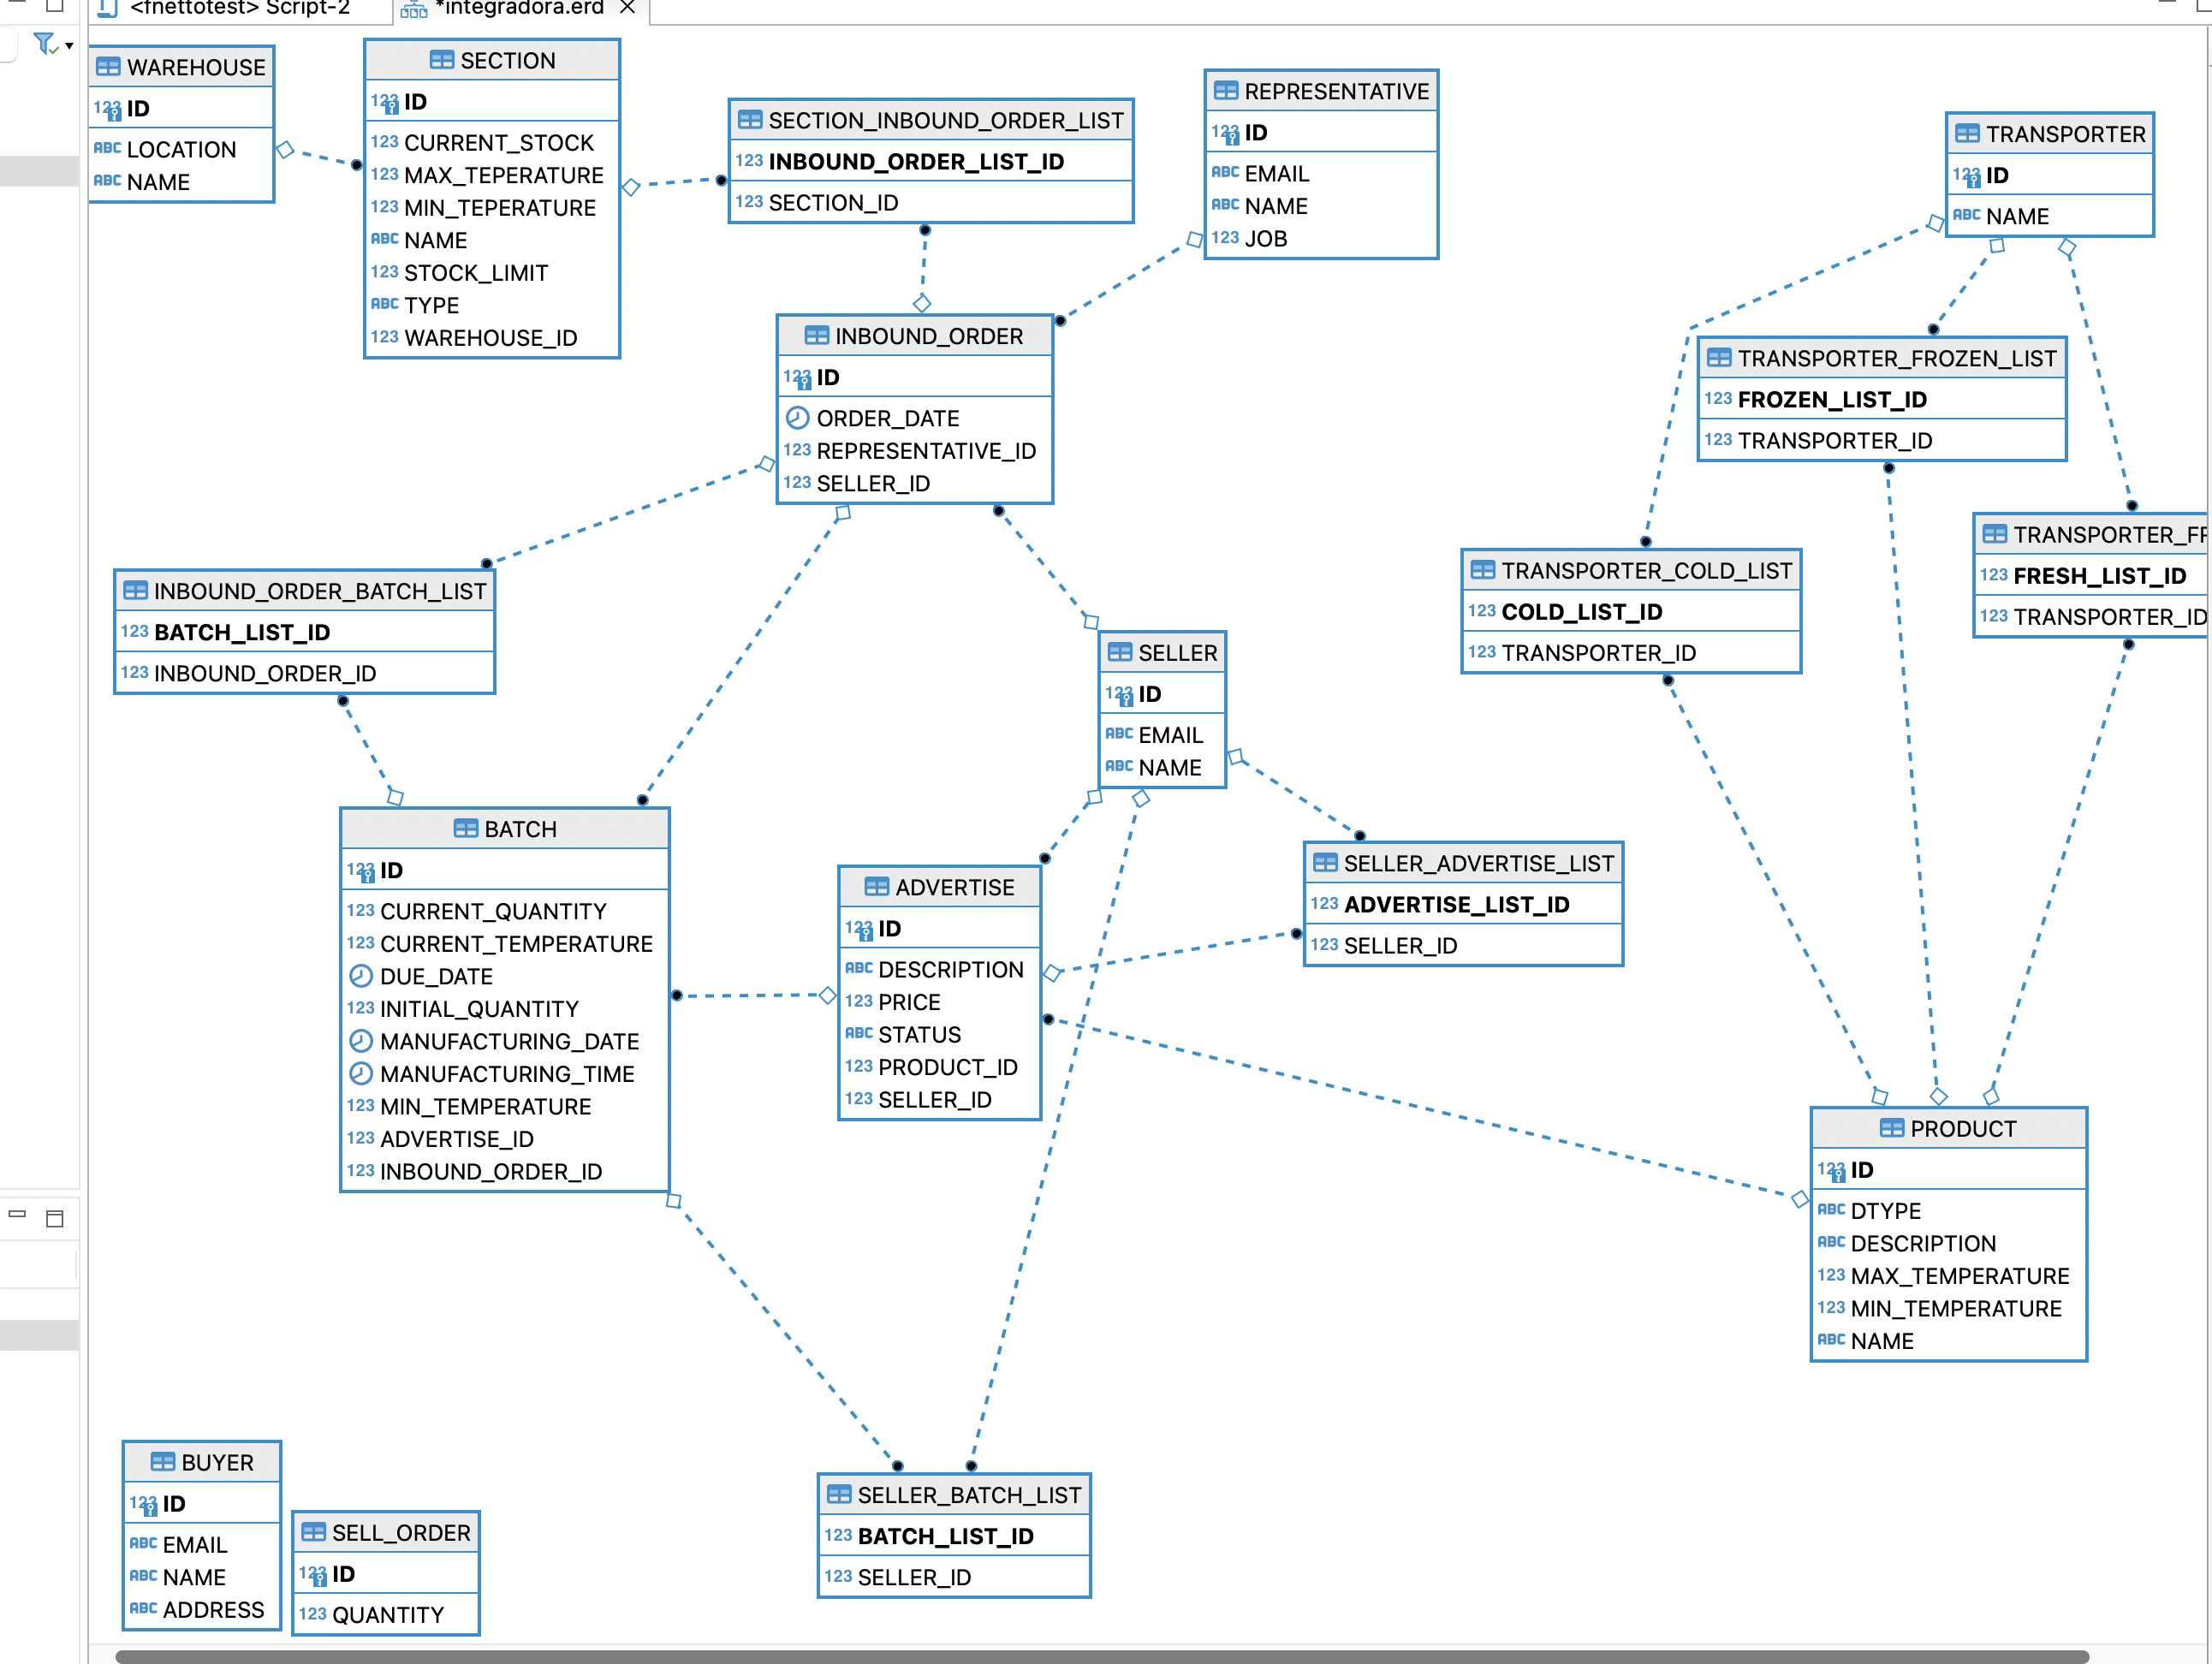 <fnettotest> Script-2
*integradora.erd
WAREHOUSE
123 ID
ABC LOCATION
ABC NAME
SECTION
123 ID
123 CURRENT_STOCK
123 MAX_TEPERATURE
123 MIN_TEPERATURE
ABC NAME
123 STOCK_LIMIT
ABC TYPE
123 WAREHOUSE_ID
SECTION_INBOUND_ORDER_LIST
123 INBOUND_ORDER_LIST_ID
123 SECTION_ID
REPRESENTATIVE
123 ID
ABC EMAIL
ABC NAME
123 JOB
TRANSPORTER
123 ID
ABC NAME
INBOUND_ORDER
123 ID
ORDER_DATE
123 REPRESENTATIVE_ID
123 SELLER_ID
TRANSPORTER_FROZEN_LIST
123 FROZEN_LIST_ID
123 TRANSPORTER_ID
TRANSPORTER_COLD_LIST
123 COLD_LIST_ID
123 TRANSPORTER_ID
123 FRESH_LIST_ID
123 TRANSPORTER_ID
INBOUND_ORDER_BATCH_LIST
123 BATCH_LIST_ID
123 INBOUND_ORDER_ID
SELLER
123 ID
ABC EMAIL
ABC NAME
BATCH
123 ID
123 CURRENT_QUANTITY
123 CURRENT_TEMPERATURE
DUE_DATE
123 INITIAL_QUANTITY
MANUFACTURING_DATE
MANUFACTURING_TIME
123 MIN_TEMPERATURE
123 ADVERTISE_ID
123 INBOUND_ORDER_ID
ADVERTISE
123 ID
ABC DESCRIPTION
123 PRICE
ABC STATUS
123 PRODUCT_ID
123 SELLER_ID
SELLER_ADVERTISE_LIST
123 ADVERTISE_LIST_ID
123 SELLER_ID
PRODUCT
123 ID
ABC DTYPE
ABC DESCRIPTION
123 MAX_TEMPERATURE
123 MIN_TEMPERATURE
ABC NAME
BUYER
123 ID
ABC EMAIL
ABC NAME
ABC ADDRESS
SELL_ORDER
123 ID
123 QUANTITY
SELLER_BATCH_LIST
123 BATCH_LIST_ID
123 SELLER_ID